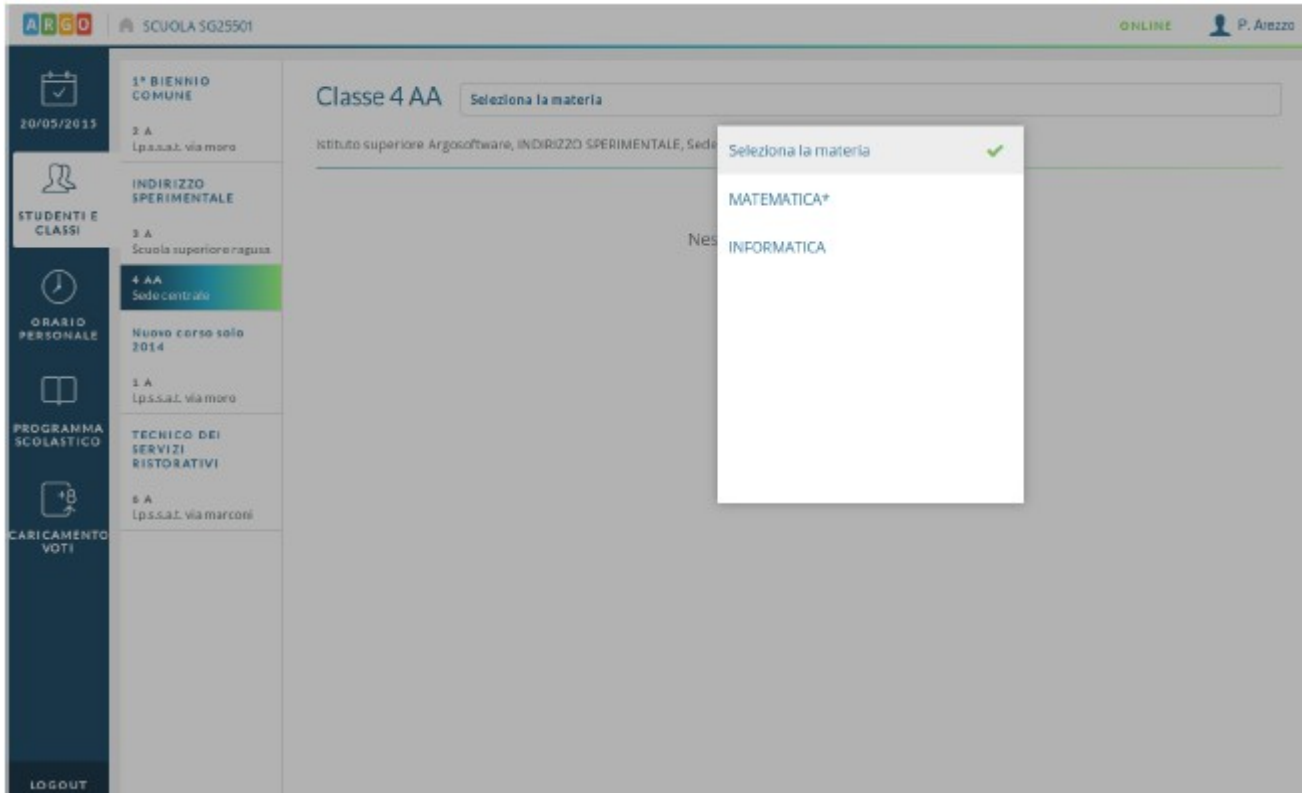 ARGO SCUOLA SG25501 ONLINE P. Arezzo
20/05/2015
STUDENTI E
CLASSI
ORARIO
PERSONALE
PROGRAMMA
SCOLASTICO
+8
CARICAMENTO
VOTI
LOGOUT
1° BIENNIO
COMUNE
2 A
I.p.s.s.a.t. via moro
INDIRIZZO
SPERIMENTALE
3 A
Scuola superiore ragusa
4 AA
Sede centrale
Nuovo corso solo
2014
1 A
I.p.s.s.a.t. via moro
TECNICO DEI
SERVIZI
RISTORATIVI
6 A
I.p.s.s.a.t. via marconi
Classe 4 AA Seleziona la materia
Istituto superiore Argosoftware, INDIRIZZO SPERIMENTALE, Sede
Nes
Seleziona la materia
MATEMATICA*
INFORMATICA